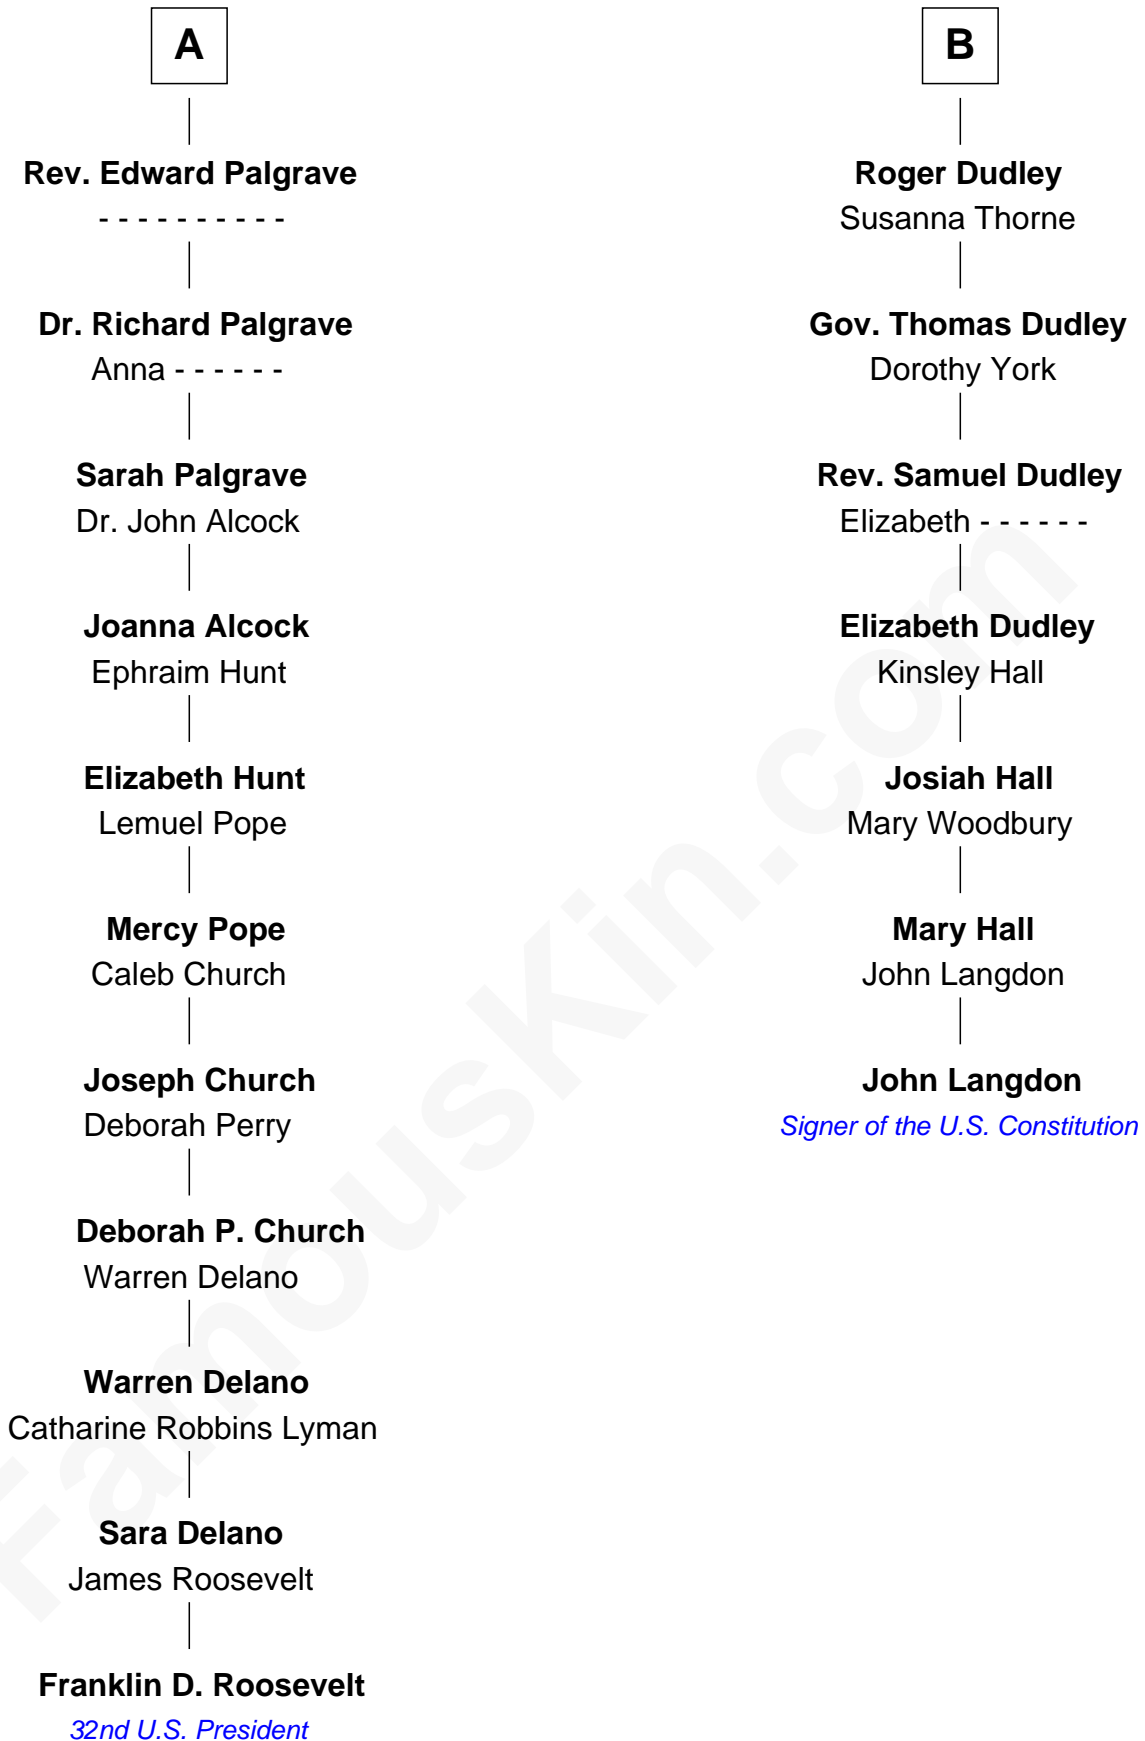 A
Rev. Edward Palgrave
- - - - - - - - - -
Dr. Richard Palgrave
Anna - - - - - -
Sarah Palgrave
Dr. John Alcock
Joanna Alcock
Ephraim Hunt
Elizabeth Hunt
Lemuel Pope
Mercy Pope
Caleb Church
Joseph Church
Deborah Perry
Deborah P. Church
Warren Delano
Warren Delano
Catharine Robbins Lyman
Sara Delano
James Roosevelt
Franklin D. Roosevelt
32nd U.S. President
B
Roger Dudley
Susanna Thorne
Gov. Thomas Dudley
Dorothy York
Rev. Samuel Dudley
Elizabeth - - - - - -
Elizabeth Dudley
Kinsley Hall
Josiah Hall
Mary Woodbury
Mary Hall
John Langdon
John Langdon
Signer of the U.S. Constitution
FamousKin.com